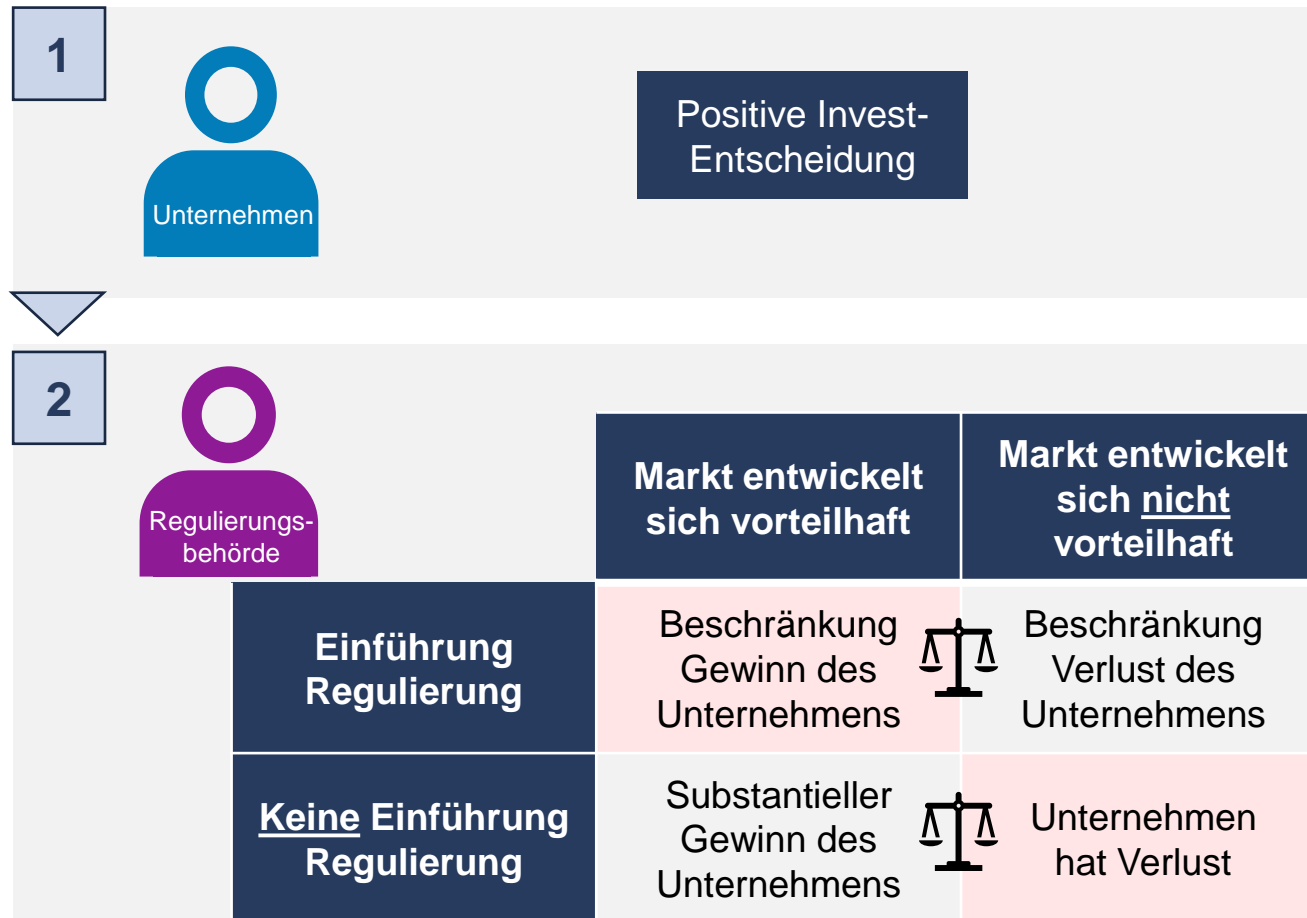 1
Unternehmen
Positive Invest-
Entscheidung
2
Regulierungs-
behörde
Markt entwickelt
sich vorteilhaft
Markt entwickelt
sich nicht
vorteilhaft
Einführung
Regulierung
Beschränkung
Gewinn des
Unternehmens
Beschränkung
Verlust des
Unternehmens
Keine Einführung
Regulierung
Substantieller
Gewinn des
Unternehmens
Unternehmen
hat Verlust